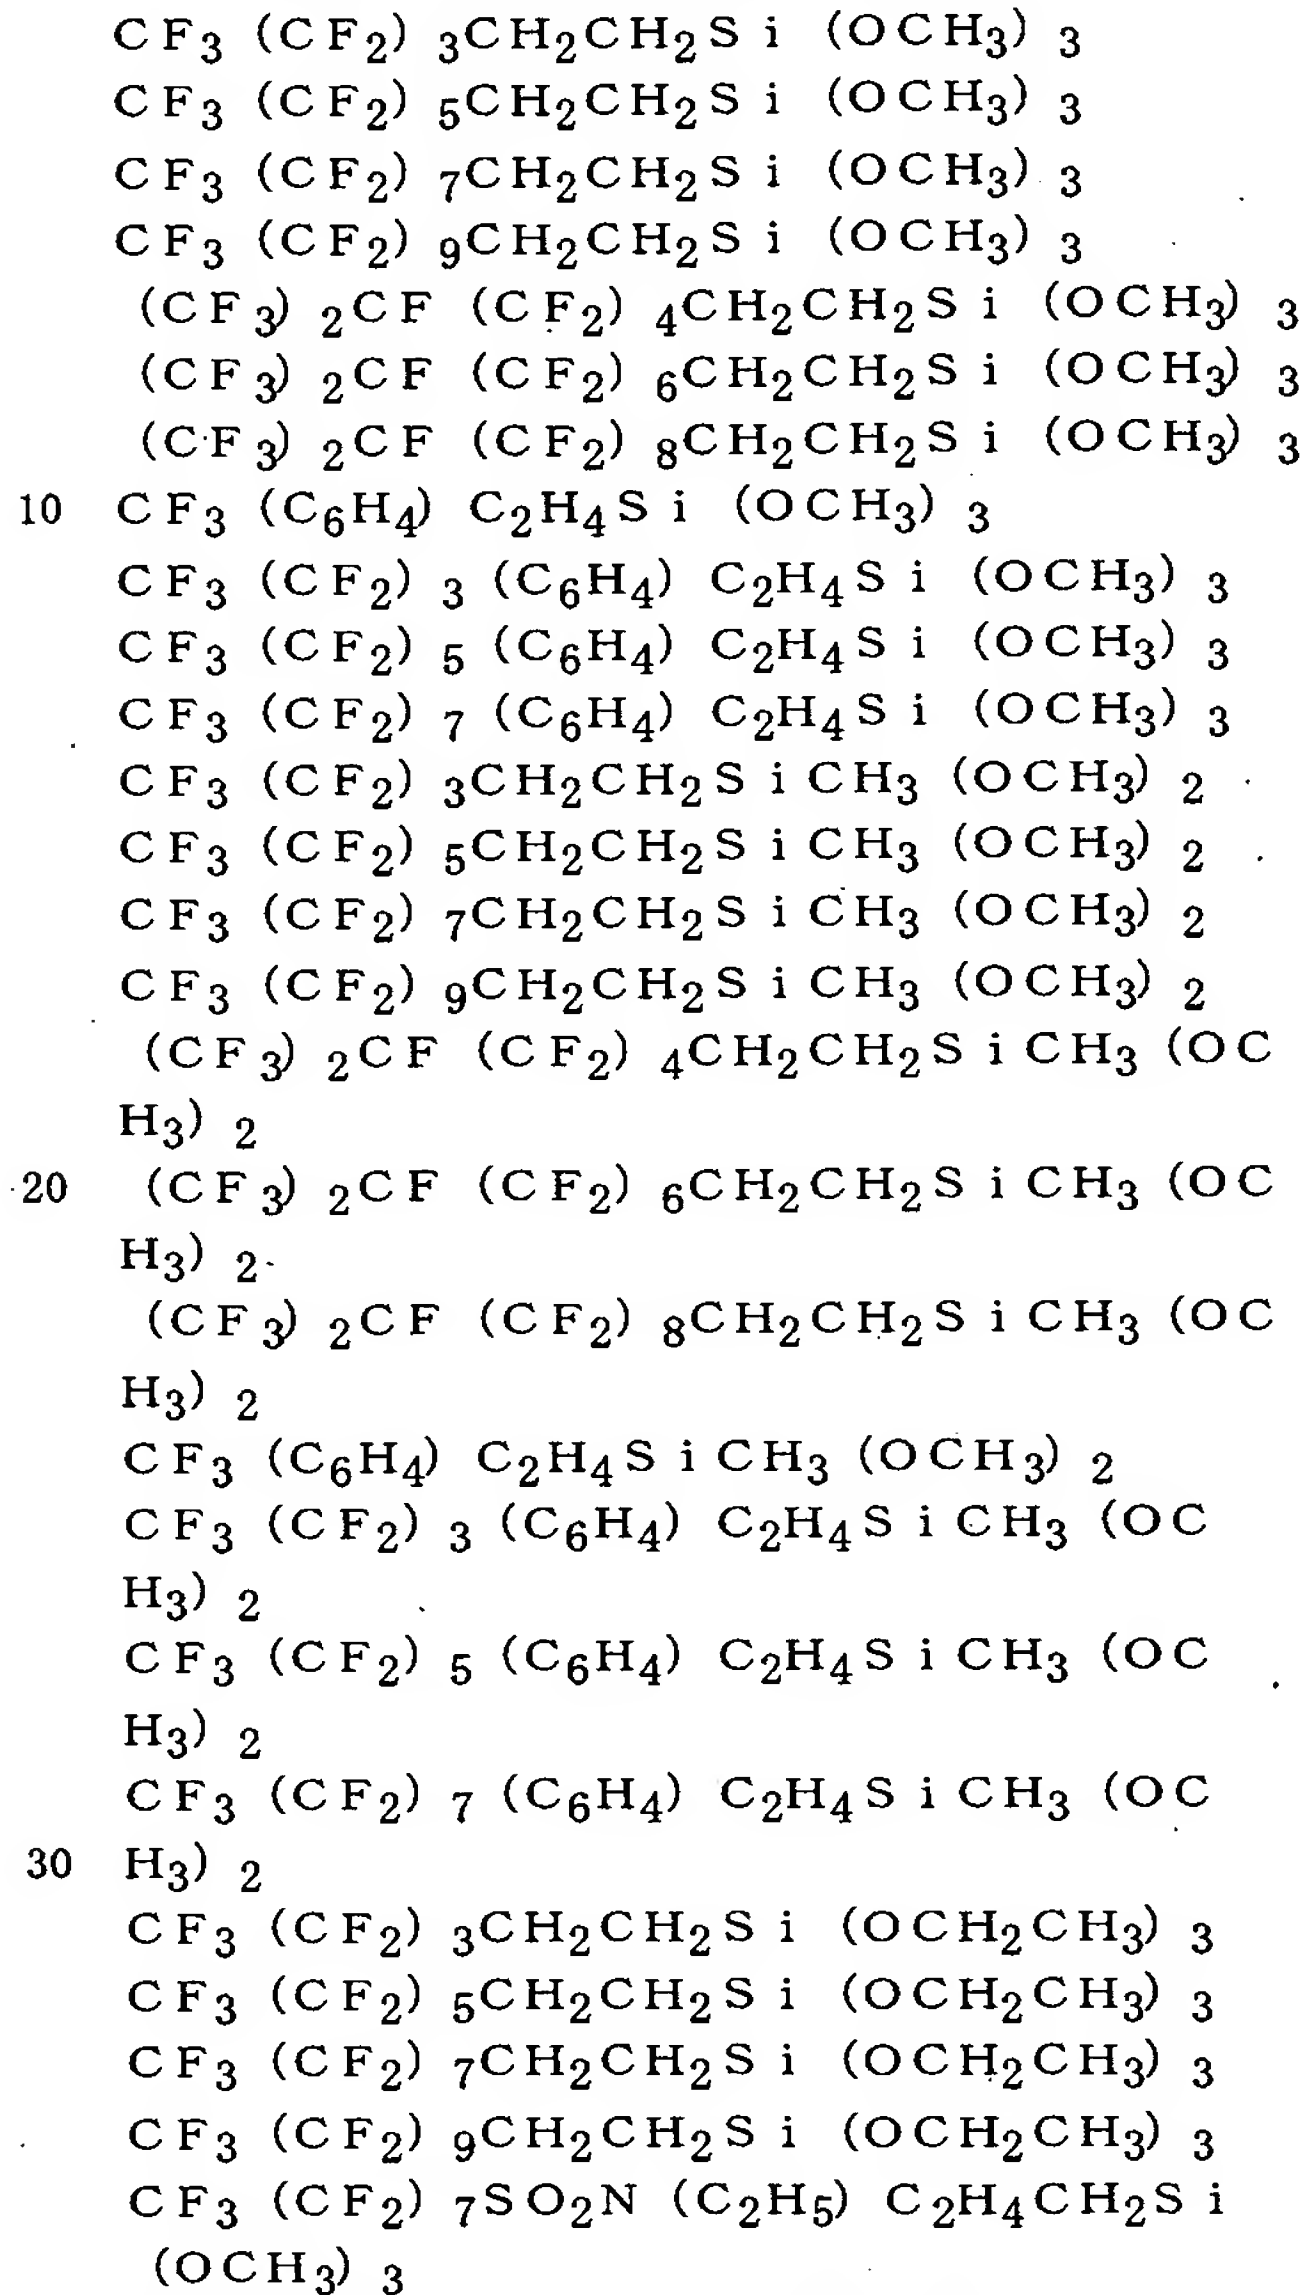 CF₃ (CF₂) ₃CH₂CH₂Si (OCH₃) ₃
CF₃ (CF₂) ₅CH₂CH₂Si (OCH₃) ₃
CF₃ (CF₂) ₇CH₂CH₂Si (OCH₃) ₃
CF₃ (CF₂) ₉CH₂CH₂Si (OCH₃) ₃
(CF₃) ₂CF (CF₂) ₄CH₂CH₂Si (OCH₃) ₃
(CF₃) ₂CF (CF₂) ₆CH₂CH₂Si (OCH₃) ₃
(CF₃) ₂CF (CF₂) ₈CH₂CH₂Si (OCH₃) ₃
10 CF₃ (C₆H₄) C₂H₄Si (OCH₃) ₃
CF₃ (CF₂) ₃ (C₆H₄) C₂H₄Si (OCH₃) ₃
CF₃ (CF₂) ₅ (C₆H₄) C₂H₄Si (OCH₃) ₃
CF₃ (CF₂) ₇ (C₆H₄) C₂H₄Si (OCH₃) ₃
CF₃ (CF₂) ₃CH₂CH₂SiCH₃ (OCH₃) ₂
CF₃ (CF₂) ₅CH₂CH₂SiCH₃ (OCH₃) ₂
CF₃ (CF₂) ₇CH₂CH₂SiCH₃ (OCH₃) ₂
CF₃ (CF₂) ₉CH₂CH₂SiCH₃ (OCH₃) ₂
(CF₃) ₂CF (CF₂) ₄CH₂CH₂SiCH₃ (OC
H₃) ₂
20 (CF₃) ₂CF (CF₂) ₆CH₂CH₂SiCH₃ (OC
H₃) ₂
(CF₃) ₂CF (CF₂) ₈CH₂CH₂SiCH₃ (OC
H₃) ₂
CF₃ (C₆H₄) C₂H₄SiCH₃ (OCH₃) ₂
CF₃ (CF₂) ₃ (C₆H₄) C₂H₄SiCH₃ (OC
H₃) ₂
CF₃ (CF₂) ₅ (C₆H₄) C₂H₄SiCH₃ (OC
H₃) ₂
CF₃ (CF₂) ₇ (C₆H₄) C₂H₄SiCH₃ (OC
30 H₃) ₂
CF₃ (CF₂) ₃CH₂CH₂Si (OCH₂CH₃) ₃
CF₃ (CF₂) ₅CH₂CH₂Si (OCH₂CH₃) ₃
CF₃ (CF₂) ₇CH₂CH₂Si (OCH₂CH₃) ₃
CF₃ (CF₂) ₉CH₂CH₂Si (OCH₂CH₃) ₃
CF₃ (CF₂) ₇SO₂N (C₂H₅) C₂H₄CH₂Si
(OCH₃) ₃